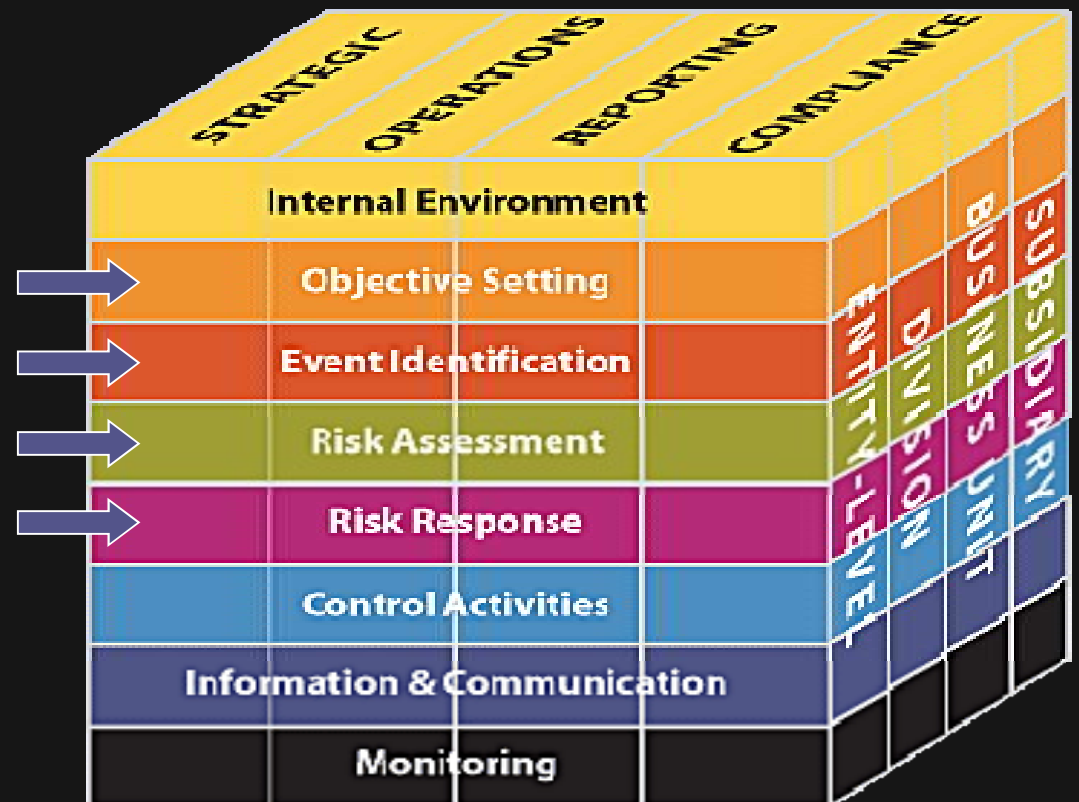 STRATEGIC
OPERATIONS
REPORTING
COMPLIANCE
Internal Environment
Objective Setting
Event Identification
Risk Assessment
Risk Response
Control Activities
Information & Communication
Monitoring
ENTITY-LEVEL
DIVISION
BUSINESS UNIT
SUBSIDIARY